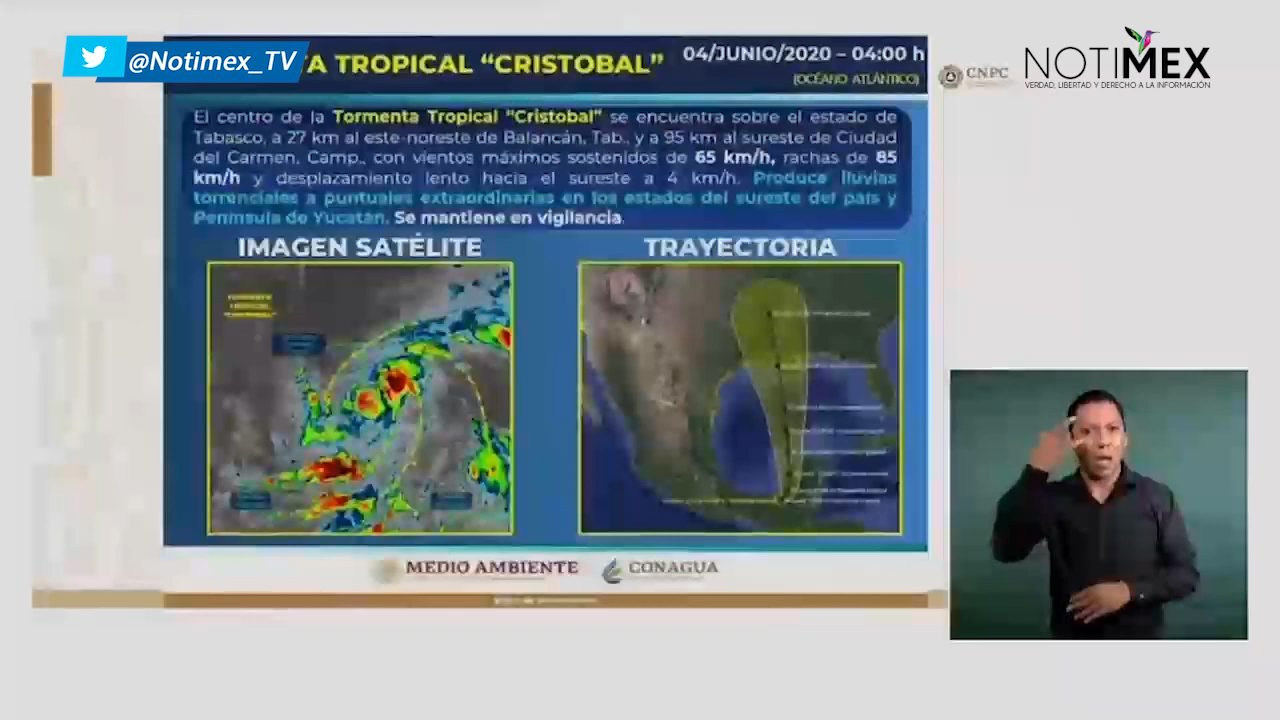 @Notimex_TV
TA TROPICAL “CRISTOBAL”
04/JUNIO/2020 – 04:00 h
(OCÉANO ATLÁNTICO)
CNPC
NOTIMEX
VERDAD, LIBERTAD Y DERECHO A LA INFORMACIÓN
El centro de la Tormenta Tropical "Cristobal" se encuentra sobre el estado de
Tabasco, a 27 km al este-noreste de Balancán, Tab., y a 95 km al sureste de Ciudad
del Carmen, Camp., con vientos máximos sostenidos de 65 km/h, rachas de 85
km/h y desplazamiento lento hacia el sureste a 4 km/h. Produce lluvias
torrenciales a puntuales extraordinarias en los estados del sureste del país y
Península de Yucatán. Se mantiene en vigilancia.
IMAGEN SATÉLITE
TRAYECTORIA
MEDIO AMBIENTE
CONAGUA